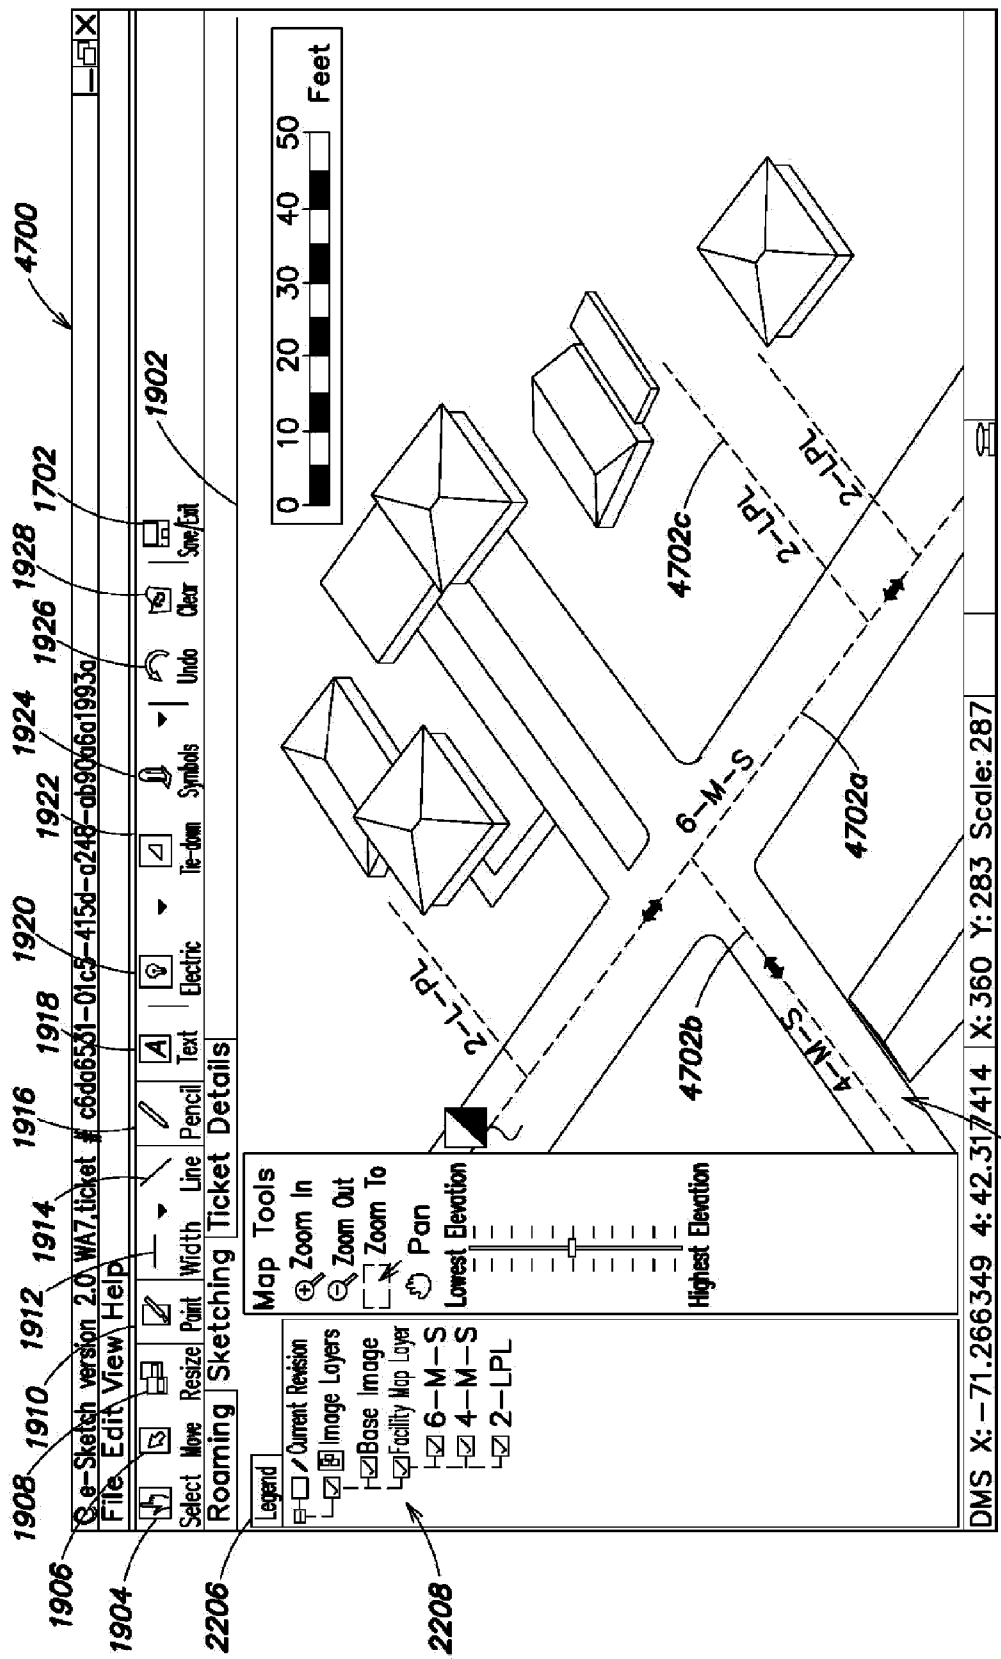 4700
1906 1908 1910 1912 1914 1916 1918 1920 1922 1924 1926 1928 1702
1904
e-Sketch version 2.0 WA7,ticket # c6da6531-01c5-415d-a248-ab90a6a1993a
File Edit View Help
Select Move Resize Paint Width Line Pencil Text Electric Tie-down Symbols Undo Clear Save/Exit
Roaming Sketching Ticket Details
1902
2206
Legend
Current Revision
Image Layers
Base Image
Facility Map Layer
6-M-S
4-M-S
2-LPL
2208
Map Tools
Zoom In
Zoom Out
Zoom To
Pan
Lowest Elevation
Highest Elevation
0 10 20 30 40 50
Feet
2-L-PL
6-M-S
4-M-S
2-LPL
2-LPL
4702a
4702b
4702c
DMS X:-71.266349 4: 42.317414 X: 360 Y: 283 Scale: 287